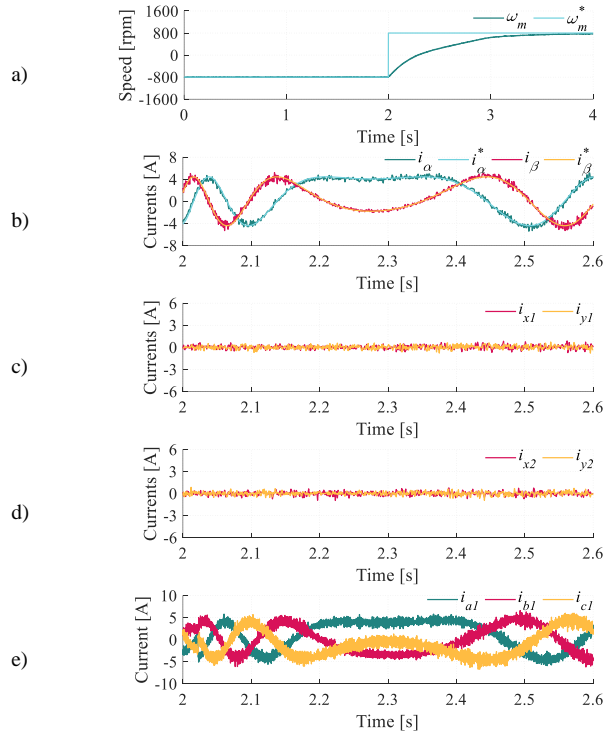 a)
Speed [rpm]
1600
800
0
-800
-1600
ω_m ω_m^*
0 1 2 3 4
Time [s]
b)
Currents [A]
8
4
0
-4
-8
i_α i_α^* i_β i_β^*
2 2.1 2.2 2.3 2.4 2.5 2.6
Time [s]
c)
Currents [A]
6
3
0
-3
-6
i_x1 i_y1
2 2.1 2.2 2.3 2.4 2.5 2.6
Time [s]
d)
Currents [A]
6
3
0
-3
-6
i_x2 i_y2
2 2.1 2.2 2.3 2.4 2.5 2.6
Time [s]
e)
Current [A]
10
5
0
-5
-10
i_a1 i_b1 i_c1
2 2.1 2.2 2.3 2.4 2.5 2.6
Time [s]